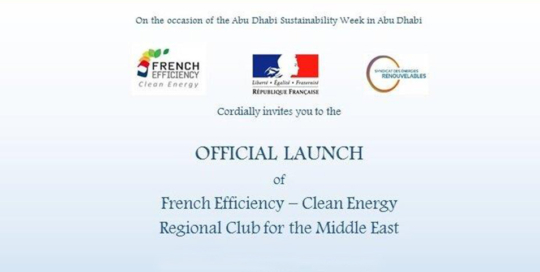 On the occasion of the Abu Dhabi Sustainability Week in Abu Dhabi
FRENCH
EFFICIENCY
Clean Energy
Liberté • Égalité • Fraternité
RÉPUBLIQUE FRANÇAISE
SYNDICAT DES ÉNERGIES
RENOUVELABLES
Cordially invites you to the
OFFICIAL LAUNCH
of
French Efficiency – Clean Energy
Regional Club for the Middle East